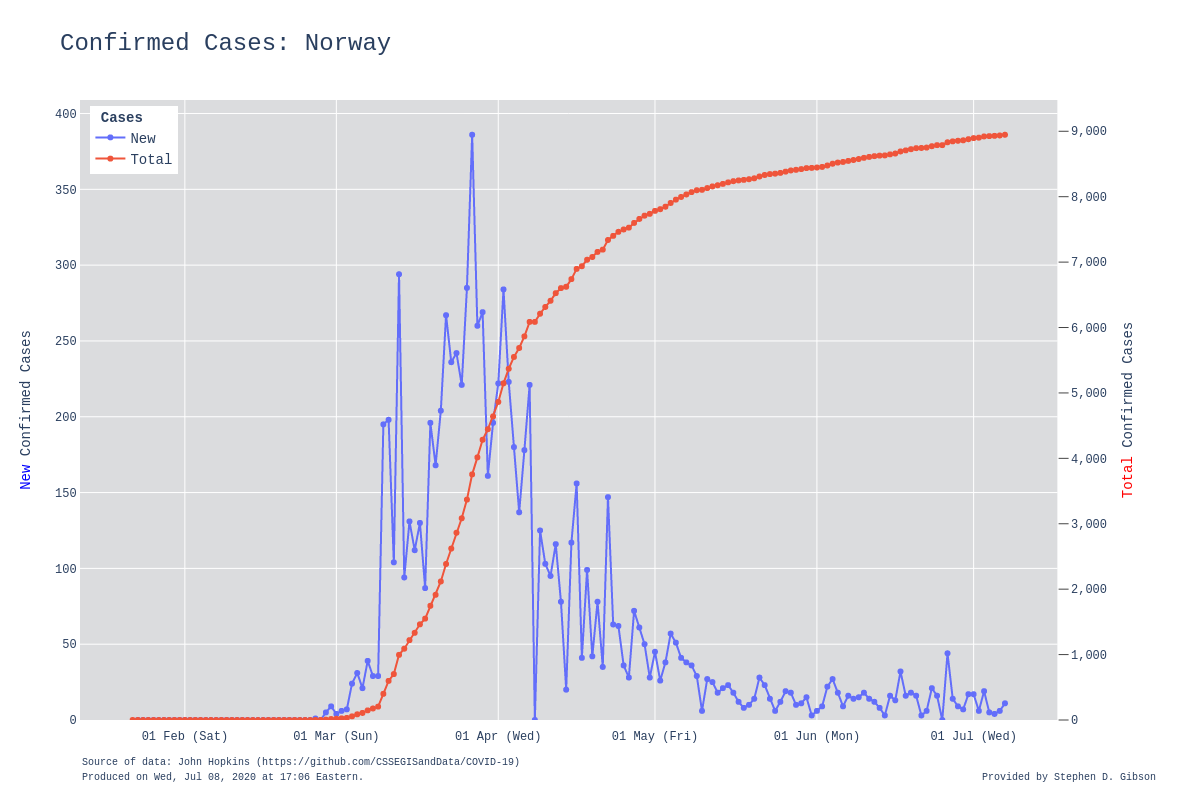 Confirmed Cases: Norway
Cases
New
Total
400
350
300
250
200
150
100
50
0
9,000
8,000
7,000
6,000
5,000
4,000
3,000
2,000
1,000
0
New Confirmed Cases
Total Confirmed Cases
01 Feb (Sat)
01 Mar (Sun)
01 Apr (Wed)
01 May (Fri)
01 Jun (Mon)
01 Jul (Wed)
Source of data: John Hopkins (https://github.com/CSSEGISandData/COVID-19)
Produced on Wed, Jul 08, 2020 at 17:06 Eastern.
Provided by Stephen D. Gibson